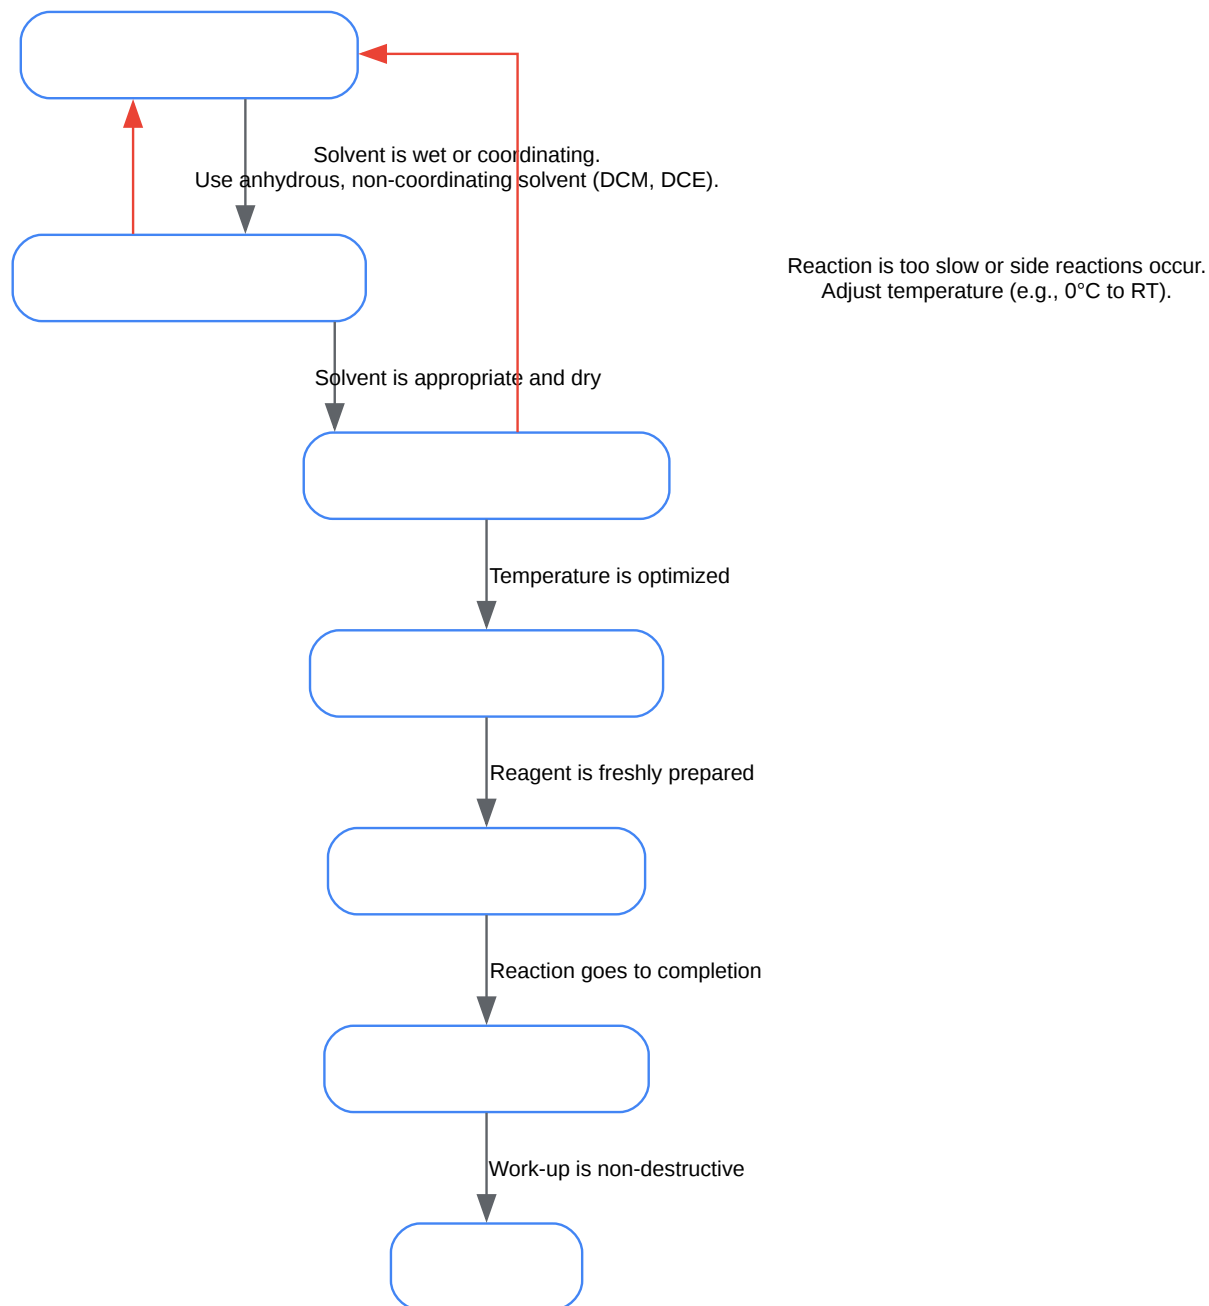 Solvent is wet or coordinating.
Use anhydrous, non-coordinating solvent (DCM, DCE).
Reaction is too slow or side reactions occur.
Adjust temperature (e.g., 0°C to RT).
Solvent is appropriate and dry
Temperature is optimized
Reagent is freshly prepared
Reaction goes to completion
Work-up is non-destructive